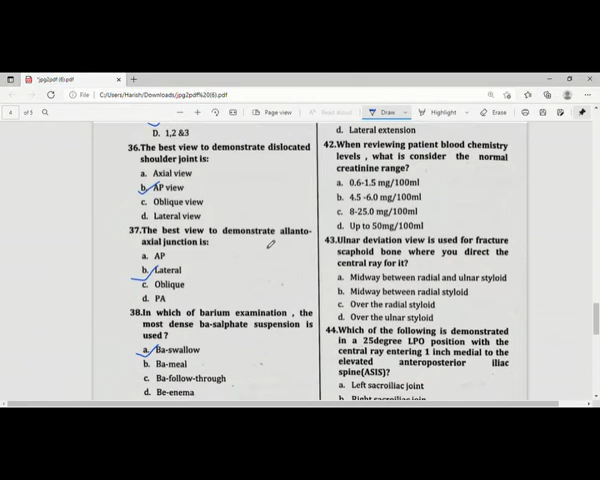 *jpg2pdf (6).pdf
File
C:/Users/Harish/Downloads/jpg2pdf%20(6).pdf
4 of 5
Page view
Read aloud
Draw
Highlight
Erase
D. 1,2 &3
36.The best view to demonstrate dislocated
shoulder joint is:
a. Axial view
b. AP view
c. Oblique view
d. Lateral view
37.The best view to demonstrate allanto-
axial junction is:
a. AP
b. Lateral
c. Oblique
d. PA
38.In which of barium examination , the
most dense ba-salphate suspension is
used ?
a. Ba-swallow
b. Ba-meal
c. Ba-follow-through
d. Be-enema
d. Lateral extension
42.When reviewing patient blood chemistry
levels , what is consider the normal
creatinine range?
a. 0.6-1.5 mg/100ml
b. 4.5 -6.0 mg/100ml
c. 8-25.0 mg/100ml
d. Up to 50mg/100ml
43.Ulnar deviation view is used for fracture
scaphoid bone where you direct the
central ray for it?
a. Midway between radial and ulnar styloid
b. Midway between radial styloid
c. Over the radial styloid
d. Over the ulnar styloid
44.Which of the following is demonstrated
in a 25degree LPO position with the
central ray entering 1 inch medial to the
elevated anteroposterior iliac
spine(ASIS)?
a. Left sacroiliac joint
b. Right sacroiliac join